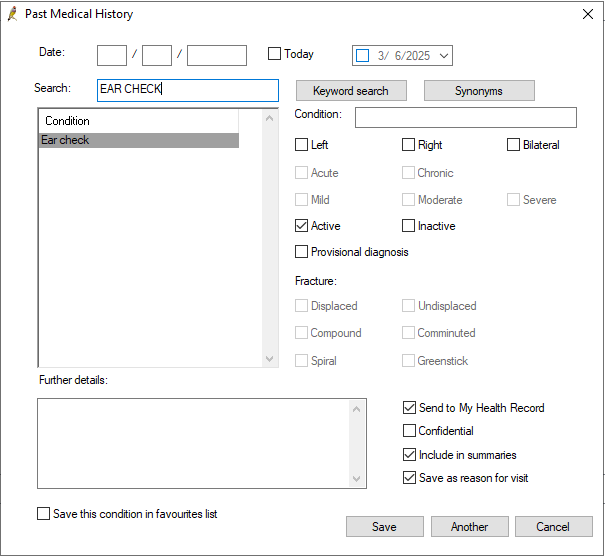 Past Medical History
Date: / / Today 3/ 6/2025
Search: EAR CHECK Keyword search Synonyms
Condition Condition:
Ear check
Left Right Bilateral
Acute Chronic
Mild Moderate Severe
Active Inactive
Provisional diagnosis
Fracture:
Displaced Undisplaced
Compound Comminuted
Spiral Greenstick
Further details:
Send to My Health Record
Confidential
Include in summaries
Save as reason for visit
Save this condition in favourites list
Save Another Cancel